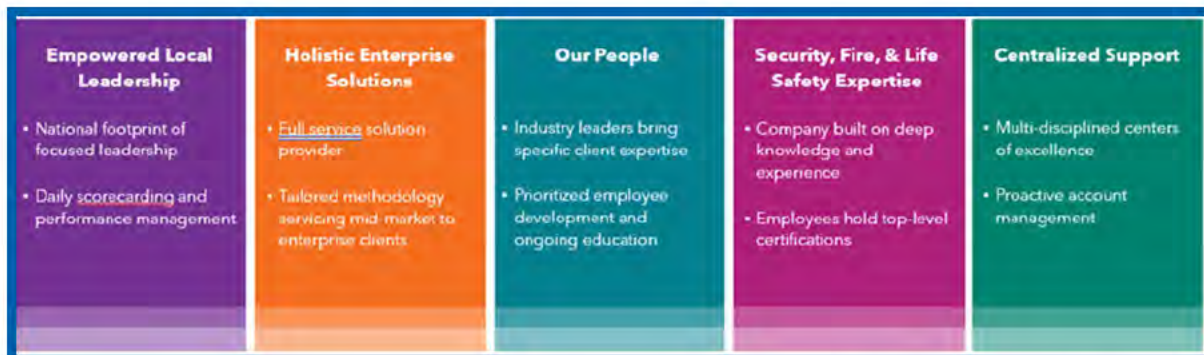 Empowered Local
Leadership
• National footprint of
focused leadership
• Daily scorecarding and
performance management
Holistic Enterprise
Solutions
• Full service solution
provider
• Tailored methodology
servicing mid-market to
enterprise clients
Our People
• Industry leaders bring
specific client expertise
• Prioritized employee
development and
ongoing education
Security, Fire, & Life
Safety Expertise
• Company built on deep
knowledge and
experience
• Employees hold top-level
certifications
Centralized Support
• Multi-disciplined centers
of excellence
• Proactive account
management